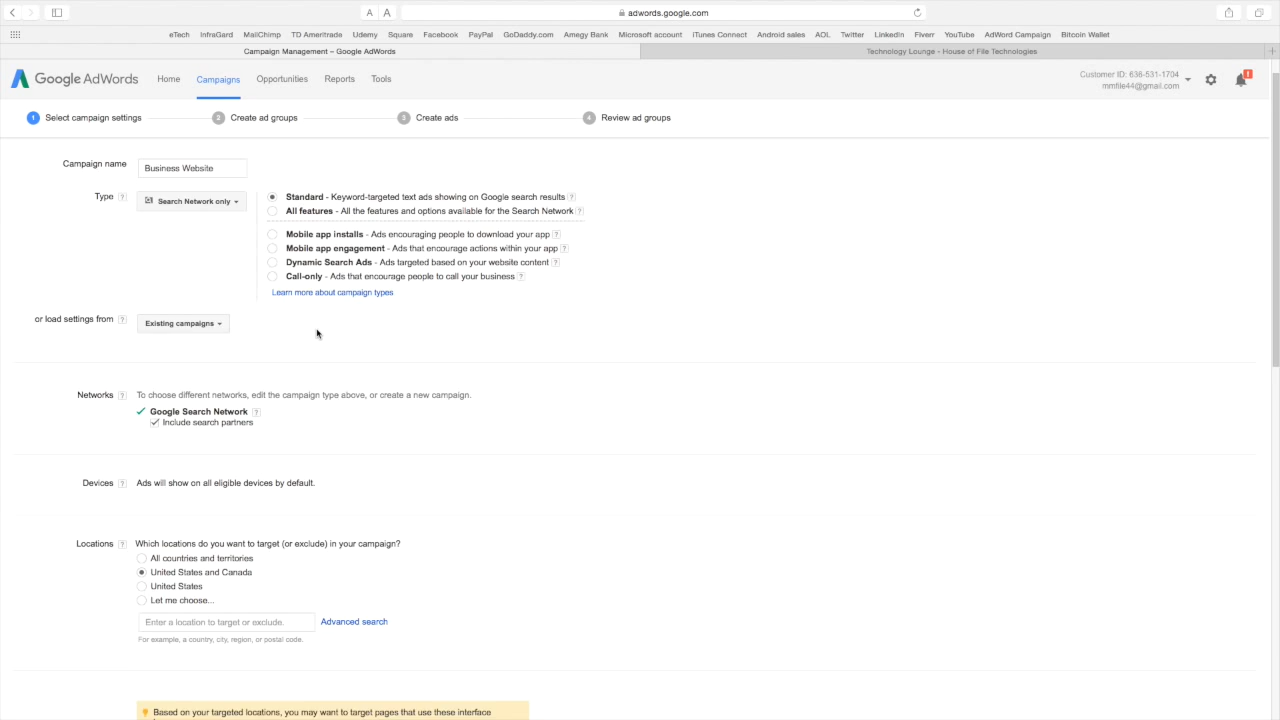 A A adwords.google.com
eTech InfraGard MailChimp TD Ameritrade Udemy Square Facebook PayPal GoDaddy.com Amegy Bank Microsoft account iTunes Connect Android sales AOL Twitter LinkedIn Fiverr YouTube AdWord Campaign Bitcoin Wallet
Campaign Management – Google AdWords Technology Lounge - House of File Technologies +
Google AdWords Home Campaigns Opportunities Reports Tools Customer ID: 636-531-1704
mmfile44@gmail.com !
1 Select campaign settings 2 Create ad groups 3 Create ads 4 Review ad groups
Campaign name Business Website
Type ? Search Network only Standard - Keyword-targeted text ads showing on Google search results ?
All features - All the features and options available for the Search Network ?
Mobile app installs - Ads encouraging people to download your app ?
Mobile app engagement - Ads that encourage actions within your app ?
Dynamic Search Ads - Ads targeted based on your website content ?
Call-only - Ads that encourage people to call your business ?
Learn more about campaign types
or load settings from ? Existing campaigns
Networks ? To choose different networks, edit the campaign type above, or create a new campaign.
Google Search Network ?
Include search partners
Devices ? Ads will show on all eligible devices by default.
Locations ? Which locations do you want to target (or exclude) in your campaign?
All countries and territories
United States and Canada
United States
Let me choose...
Enter a location to target or exclude. Advanced search
For example, a country, city, region, or postal code.
Based on your targeted locations, you may want to target pages that use these interface